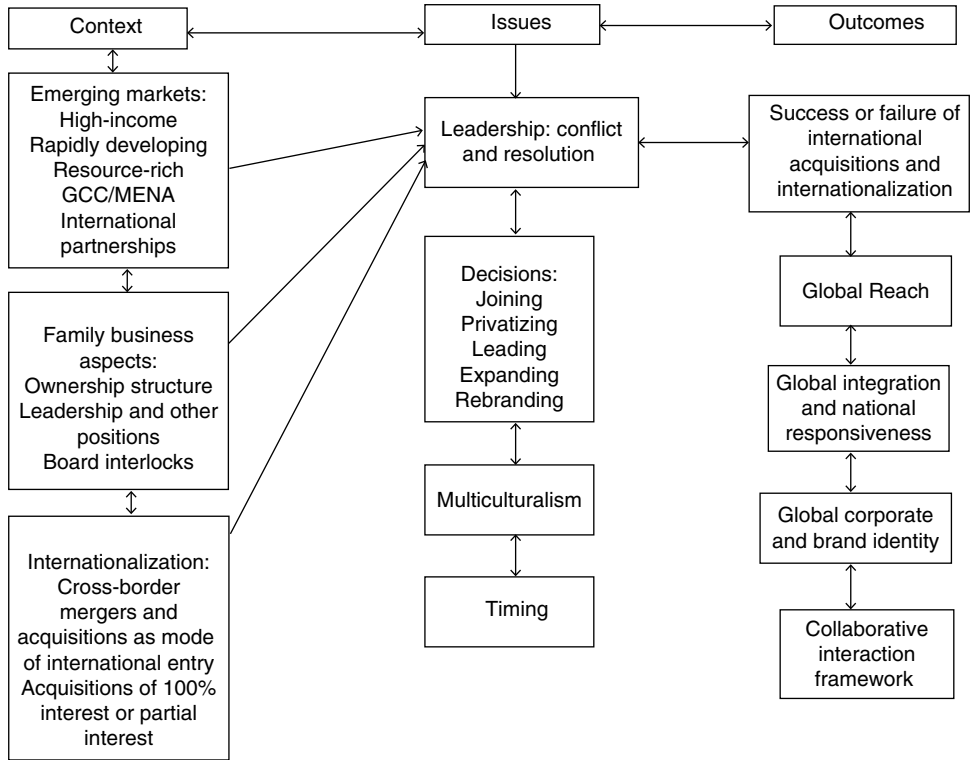 Context
Issues
Outcomes
Emerging markets:
High-income
Rapidly developing
Resource-rich
GCC/MENA
International
partnerships
Family business
aspects:
Ownership structure
Leadership and other
positions
Board interlocks
Internationalization:
Cross-border
mergers and
acquisitions as mode
of international entry
Acquisitions of 100%
interest or partial
interest
Leadership: conflict
and resolution
Decisions:
Joining
Privatizing
Leading
Expanding
Rebranding
Multiculturalism
Timing
Success or failure of
international
acquisitions and
internationalization
Global Reach
Global integration
and national
responsiveness
Global corporate
and brand identity
Collaborative
interaction
framework